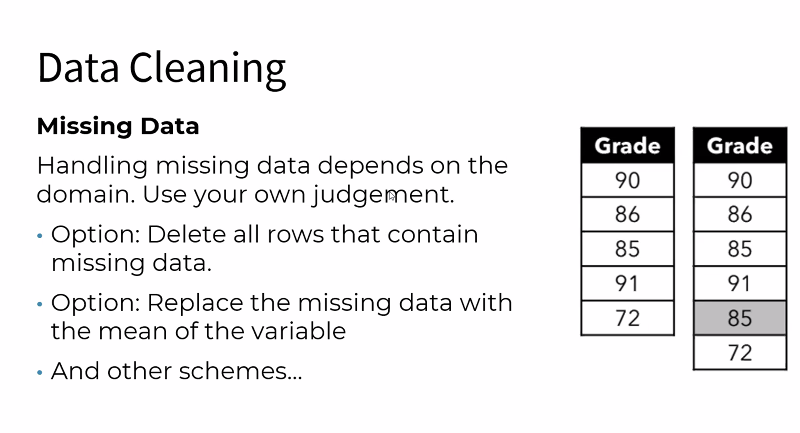 Data Cleaning
Missing Data
Handling missing data depends on the
domain. Use your own judgement.
• Option: Delete all rows that contain
missing data.
• Option: Replace the missing data with
the mean of the variable
• And other schemes...
Grade
90
86
85
91
72
Grade
90
86
85
91
85
72